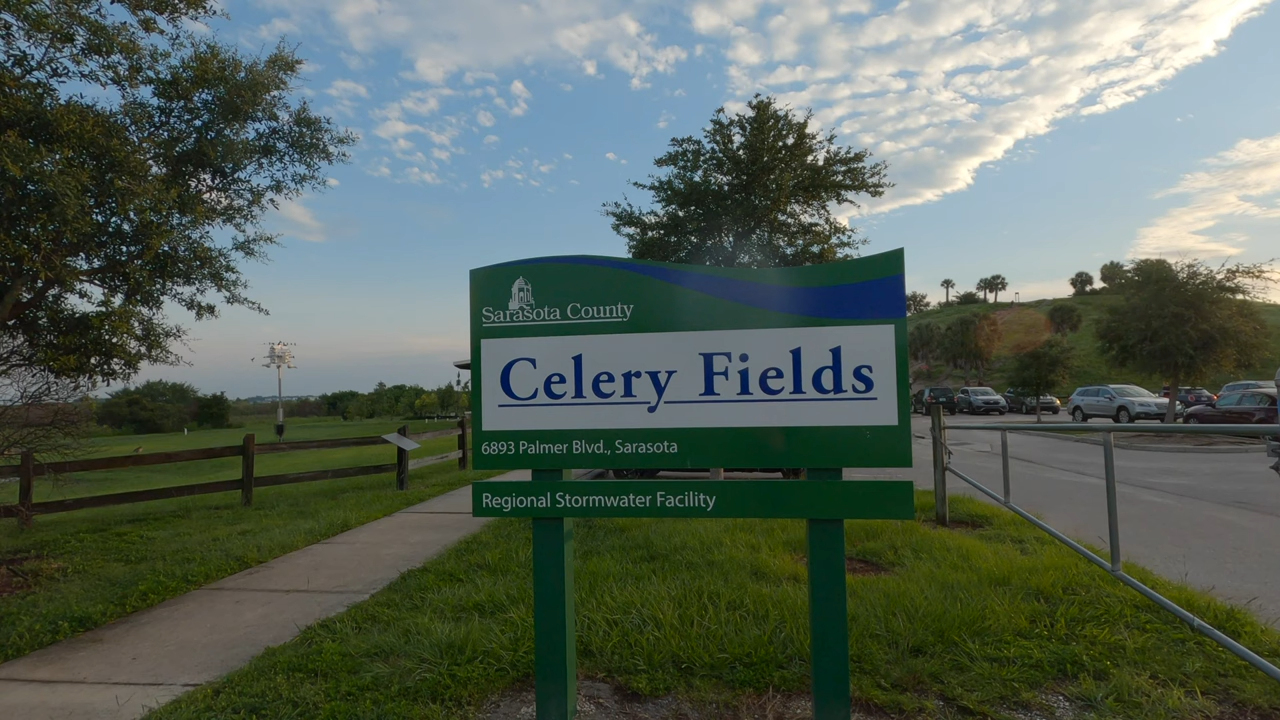 Sarasota County
Celery Fields
6893 Palmer Blvd., Sarasota
Regional Stormwater Facility